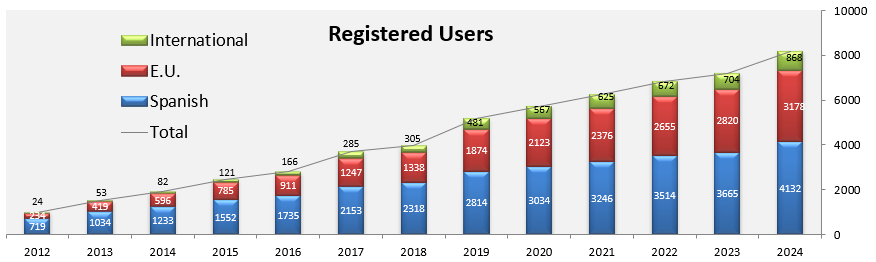 Registered Users
International
E.U.
Spanish
Total
10000
8000
6000
4000
2000
0
24 53 82 121 166 285 305 481 567 625 672 704 868
234 419 596 785 911 1247 1338 1874 2123 2376 2655 2820 3178
719 1034 1233 1552 1735 2153 2318 2814 3034 3246 3514 3665 4132
2012 2013 2014 2015 2016 2017 2018 2019 2020 2021 2022 2023 2024